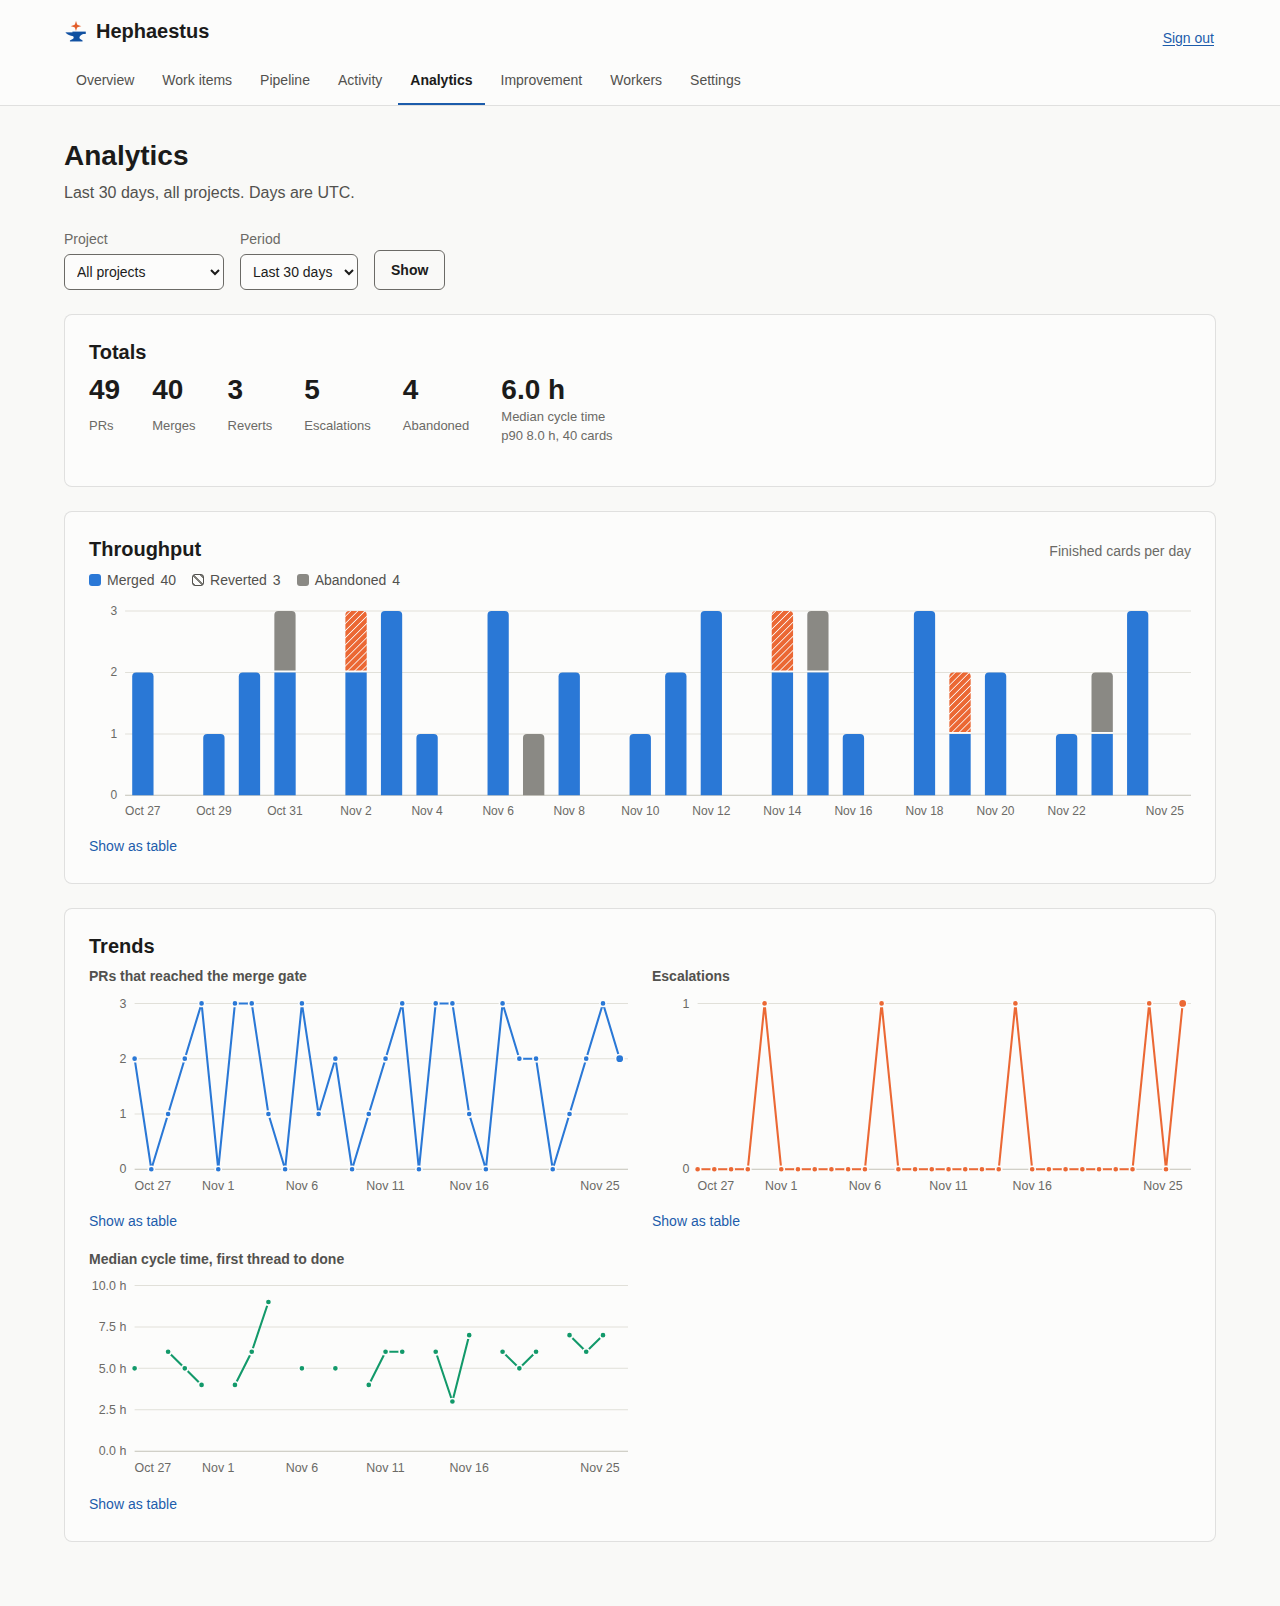 Hephaestus
Sign out
Overview Work items Pipeline Activity Analytics Improvement Workers Settings
Analytics
Last 30 days, all projects. Days are UTC.
Project Period
All projects Last 30 days Show
Totals
49 40 3 5 4 6.0 h
PRs Merges Reverts Escalations Abandoned Median cycle time
p90 8.0 h, 40 cards
Throughput Finished cards per day
Merged 40 Reverted 3 Abandoned 4
3
2
1
0
Oct 27 Oct 29 Oct 31 Nov 2 Nov 4 Nov 6 Nov 8 Nov 10 Nov 12 Nov 14 Nov 16 Nov 18 Nov 20 Nov 22 Nov 25
Show as table
Trends
PRs that reached the merge gate
3
2
1
0
Oct 27 Nov 1 Nov 6 Nov 11 Nov 16 Nov 25
Show as table
Escalations
1
0
Oct 27 Nov 1 Nov 6 Nov 11 Nov 16 Nov 25
Show as table
Median cycle time, first thread to done
10.0 h
7.5 h
5.0 h
2.5 h
0.0 h
Oct 27 Nov 1 Nov 6 Nov 11 Nov 16 Nov 25
Show as table